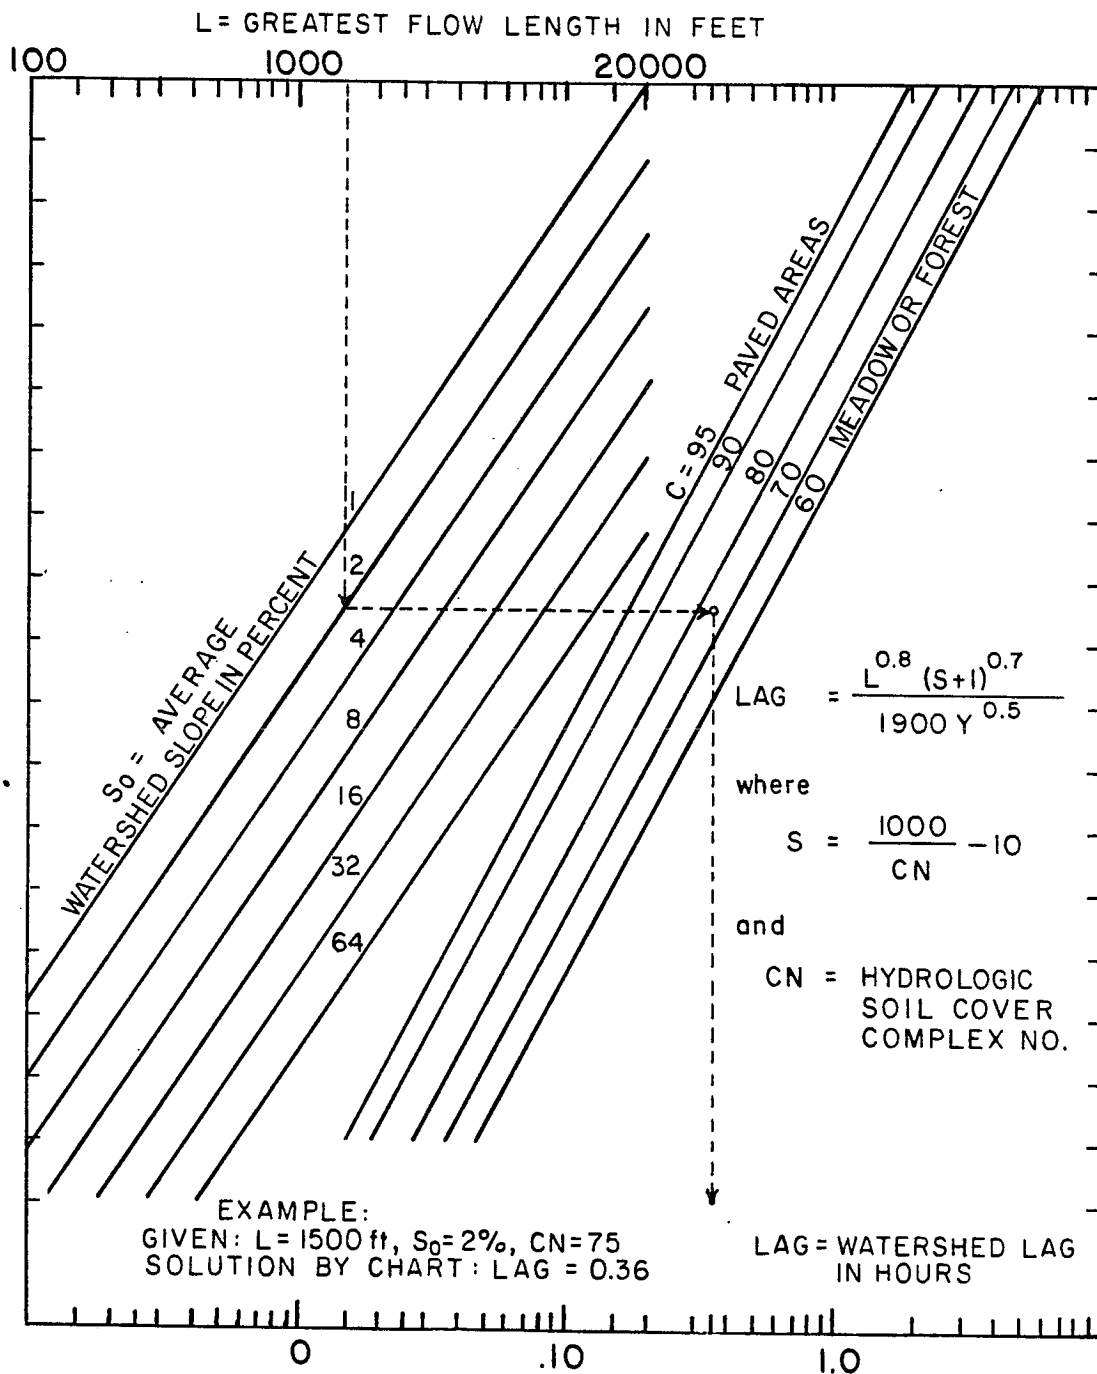 L = GREATEST FLOW LENGTH IN FEET
100 1000 20000
PAVED AREAS
MEADOW OR FOREST
C = 95
90
80
70
60
1
2
4
8
16
32
64
S₀ = AVERAGE
WATERSHED SLOPE IN PERCENT
LAG = L^0.8 (S+1)^0.7 / 1900 Y^0.5
where
S = 1000 / CN - 10
and
CN = HYDROLOGIC
SOIL COVER
COMPLEX NO.
EXAMPLE:
GIVEN: L = 1500 ft, S₀ = 2%, CN = 75
SOLUTION BY CHART: LAG = 0.36
LAG = WATERSHED LAG
IN HOURS
0 .10 1.0